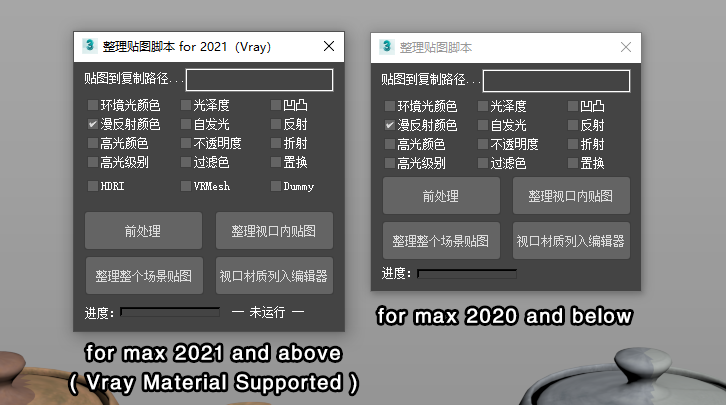 整理贴图脚本 for 2021（Vray）
贴图到复制路径...
环境光颜色 光泽度 凹凸
漫反射颜色 自发光 反射
高光颜色 不透明度 折射
高光级别 过滤色 置换
HDRI VRMesh Dummy
前处理 整理视口内贴图
整理整个场景贴图 视口材质列入编辑器
进度： — 未运行 —
for max 2021 and above
( Vray Material Supported )
整理贴图脚本
贴图到复制路径...
环境光颜色 光泽度 凹凸
漫反射颜色 自发光 反射
高光颜色 不透明度 折射
高光级别 过滤色 置换
前处理 整理视口内贴图
整理整个场景贴图 视口材质列入编辑器
进度：
for max 2020 and below